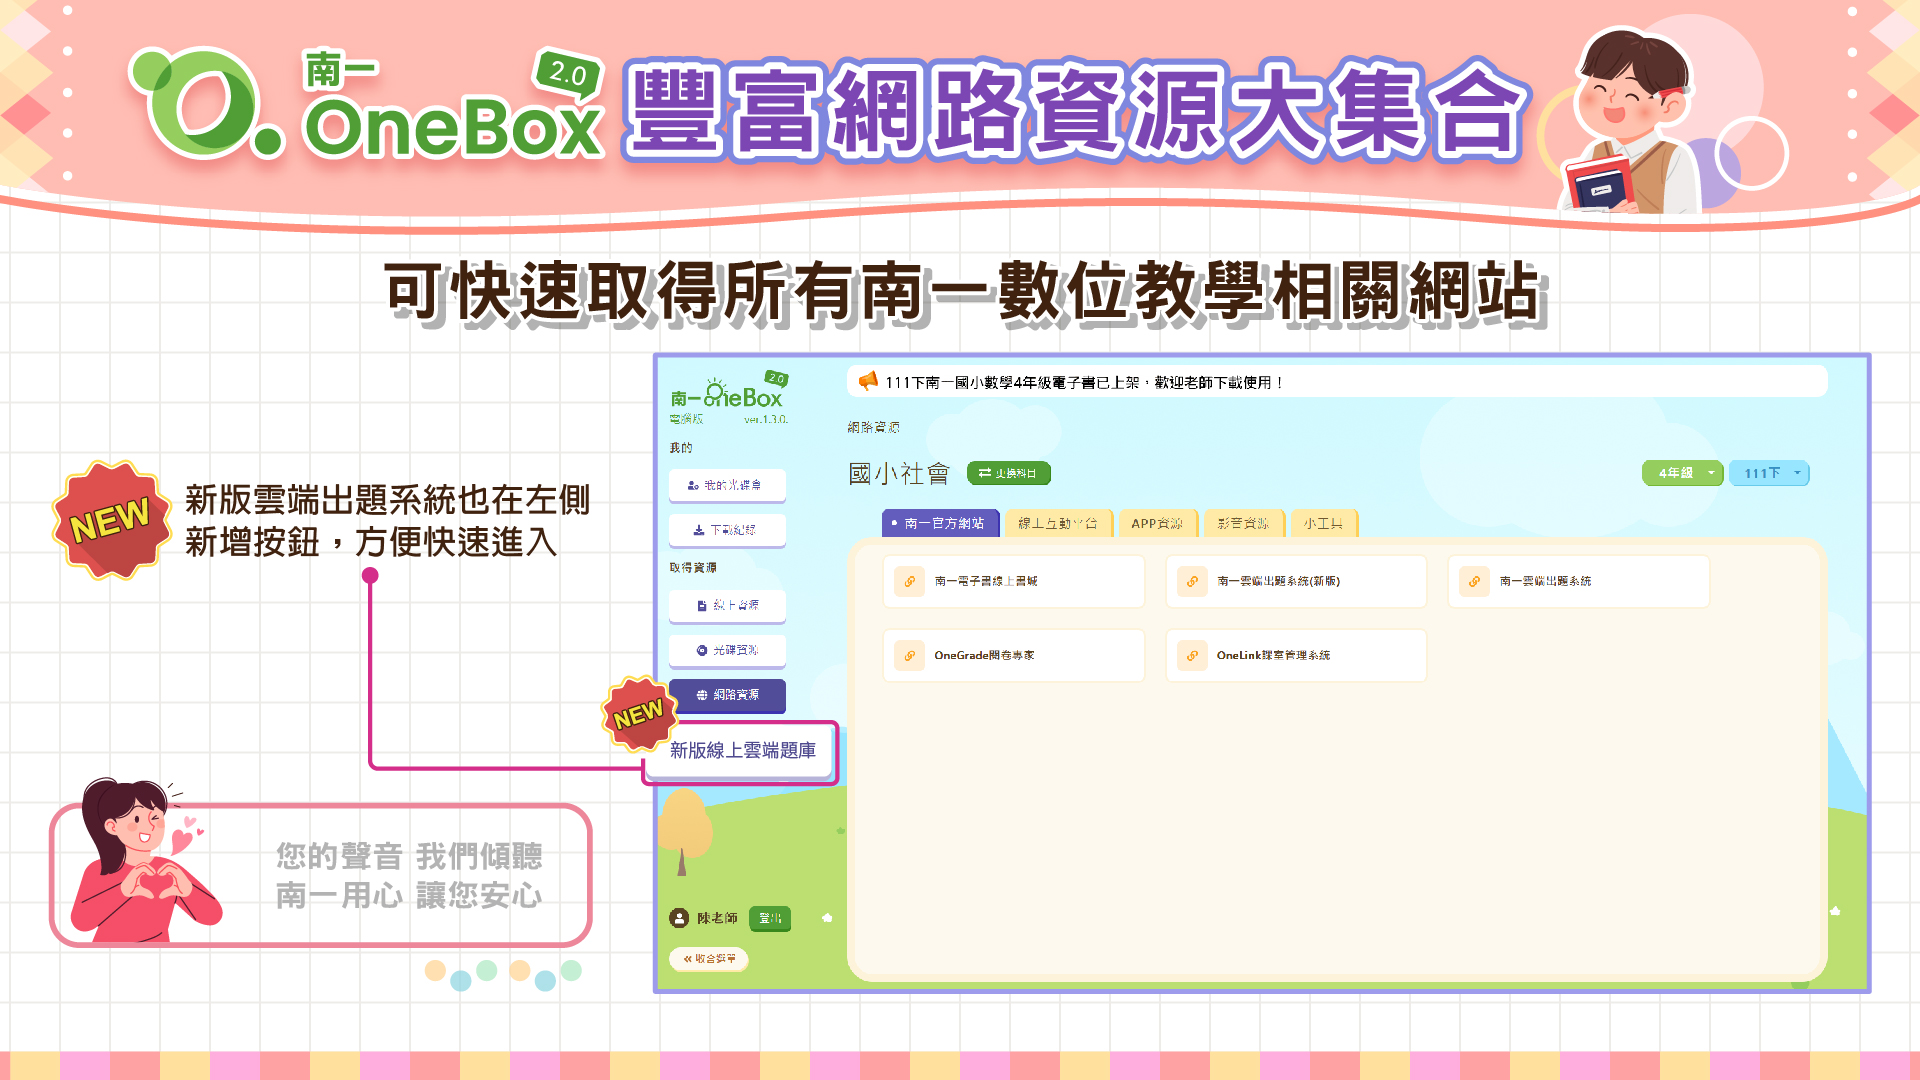 南一
OneBox
2.0
豐富網路資源大集合
可快速取得所有南一數位教學相關網站
NEW
新版雲端出題系統也在左側
新增按鈕，方便快速進入
您的聲音 我們傾聽
南一用心 讓您安心
南一OneBox
2.0
電腦版 ver.1.3.0.
我的
我的光碟盒
下載紀錄
取得資源
線上資源
光碟資源
網路資源
NEW
新版線上雲端題庫
陳老師
登出
收合選單
111下南一國小數學4年級電子書已上架，歡迎老師下載使用！
網路資源
國小社會
更換科目
4年級
111下
南一官方網站
線上互動平台
APP資源
影音資源
小工具
南一電子書線上書城
南一雲端出題系統(新版)
南一雲端出題系統
OneGrade閱卷專家
OneLink課室管理系統